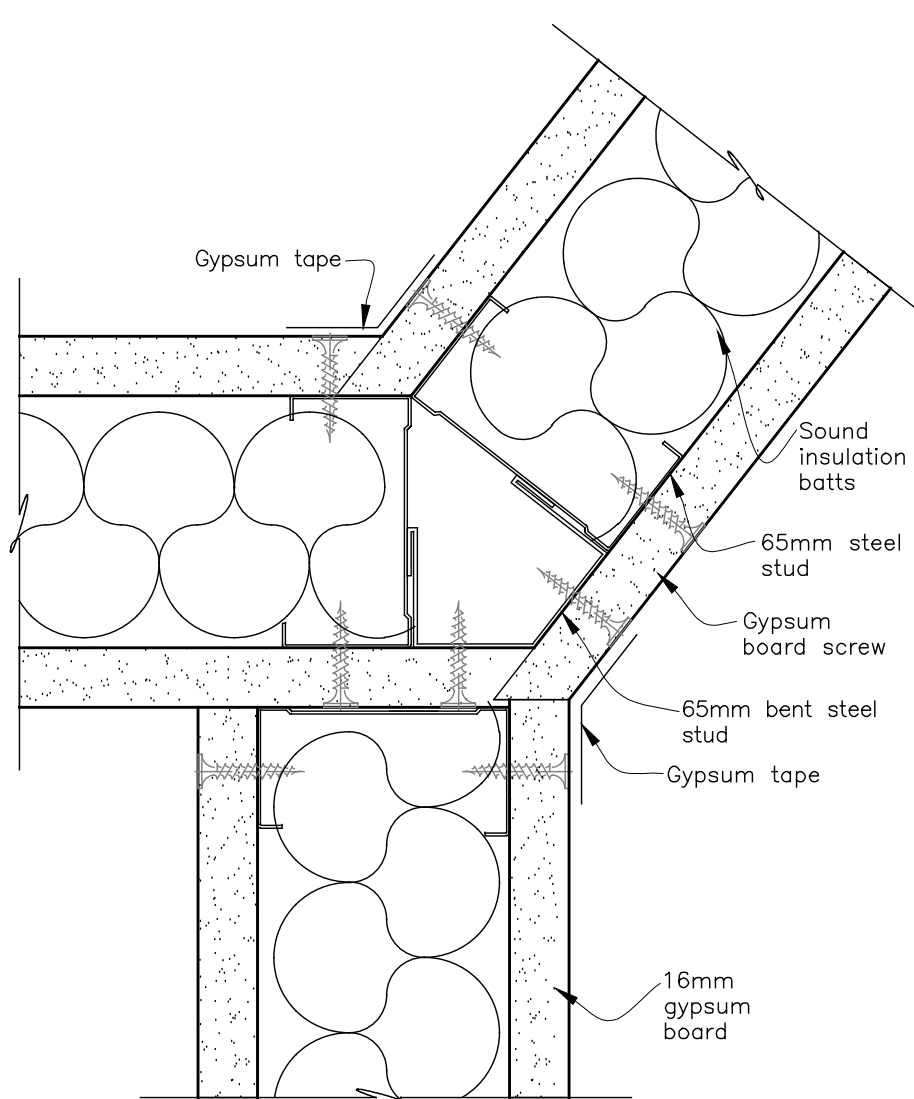 Gypsum tape
Sound
insulation
batts
65mm steel
stud
Gypsum
board screw
65mm bent steel
stud
Gypsum tape
16mm
gypsum
board